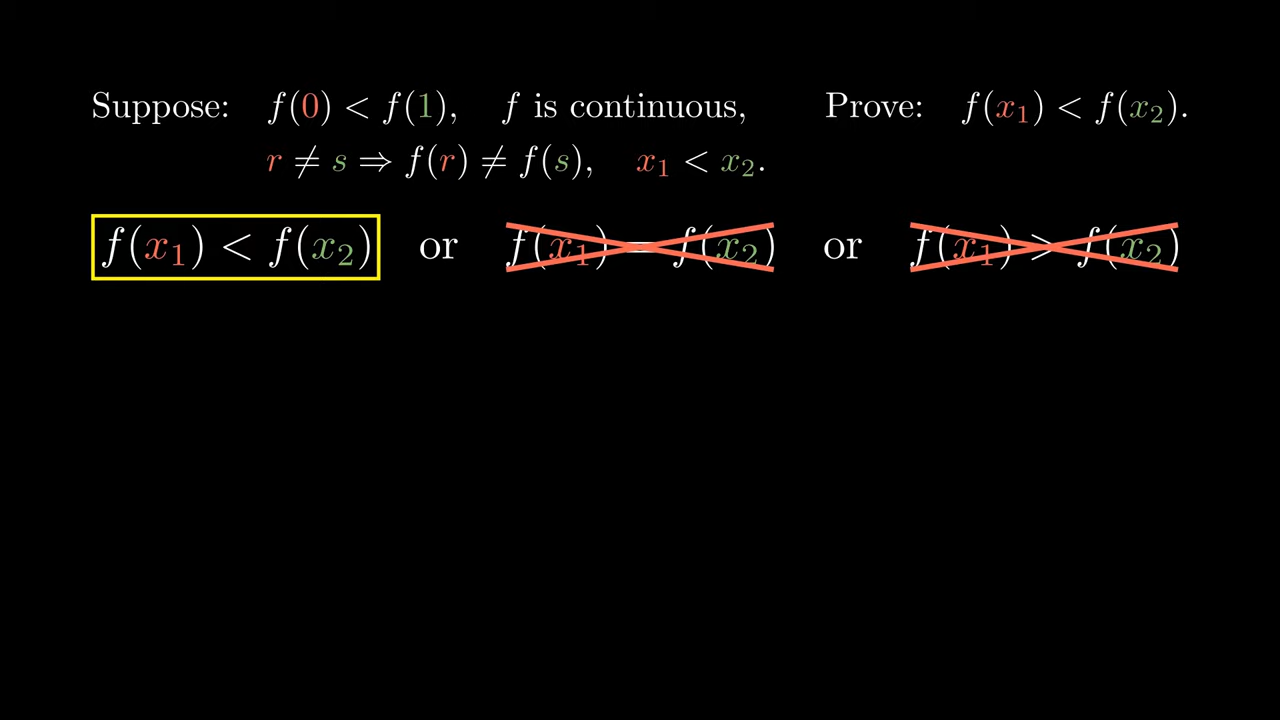 Suppose: f(0) < f(1), f is continuous, Prove: f(x₁) < f(x₂).
r ≠ s ⇒ f(r) ≠ f(s), x₁ < x₂.
f(x₁) < f(x₂) or f(x₁) = f(x₂) or f(x₁) > f(x₂)